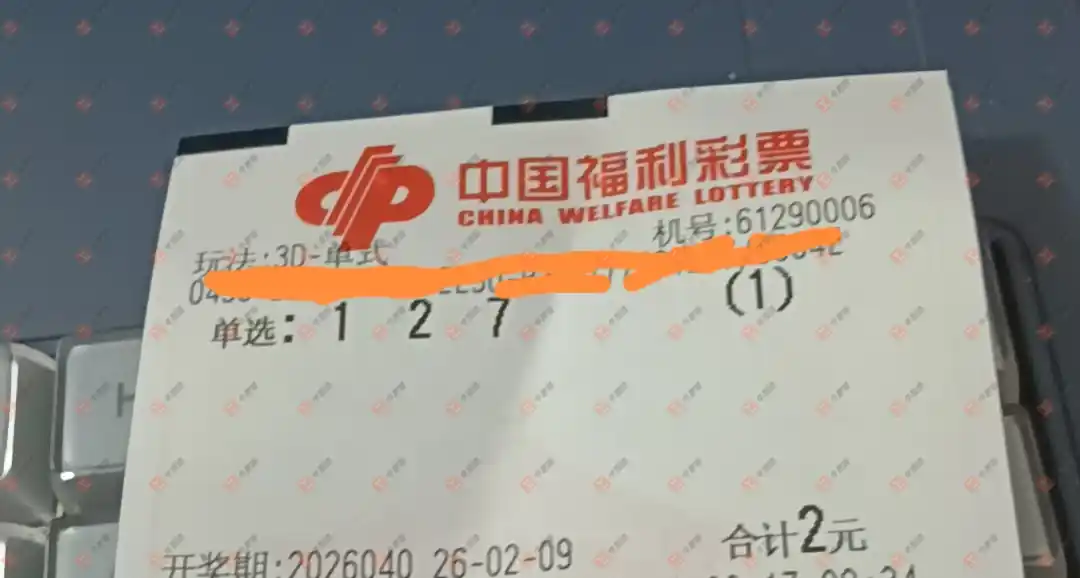 中国福利彩票
CHINA WELFARE LOTTERY
玩法:3D-单式 机号:61290006
单选: 1 2 7 (1)
合计2元
开奖期:2026040 26-02-09